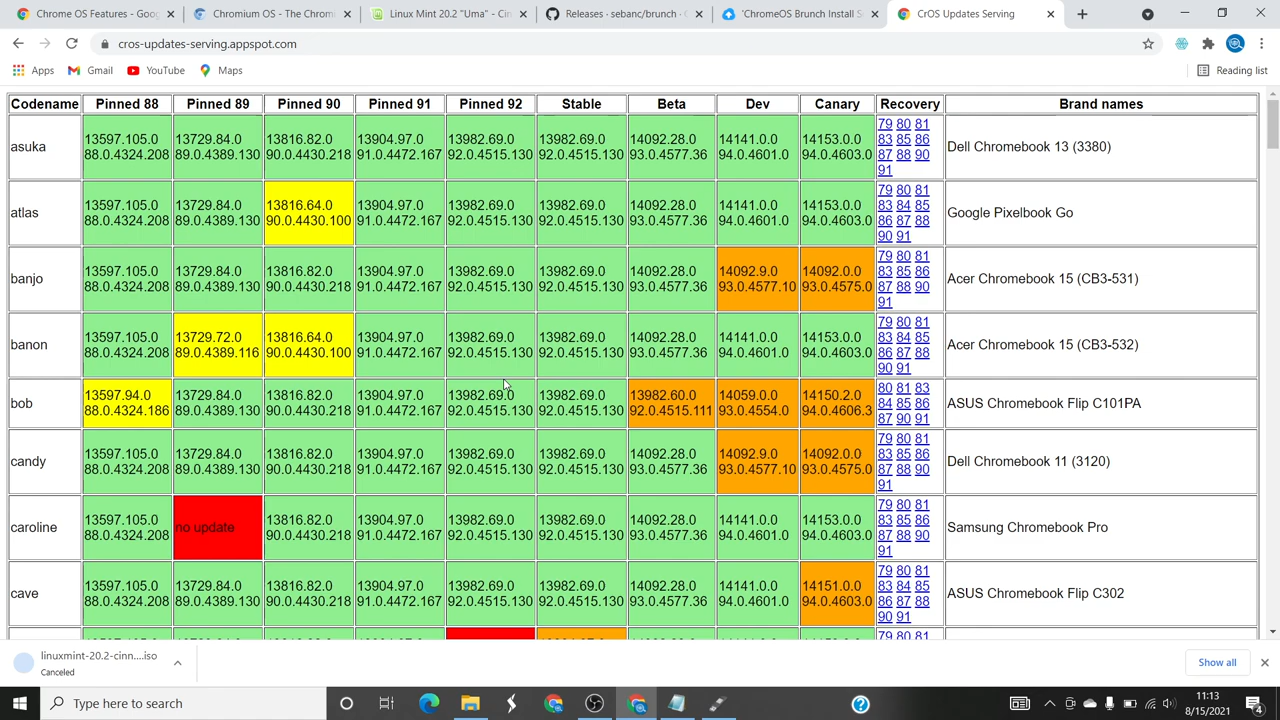 Chrome OS Features - Goog
Chromium OS - The Chromi
Linux Mint 20.2 "Uma" - Cin
Releases · sebanc/brunch · G
'ChromeOS Brunch Install S
CrOS Updates Serving
cros-updates-serving.appspot.com
Apps Gmail YouTube Maps Reading list
Codename Pinned 88 Pinned 89 Pinned 90 Pinned 91 Pinned 92 Stable Beta Dev Canary Recovery Brand names
asuka
13597.105.0 13729.84.0 13816.82.0 13904.97.0 13982.69.0 13982.69.0 14092.28.0 14141.0.0 14153.0.0
88.0.4324.208 89.0.4389.130 90.0.4430.218 91.0.4472.167 92.0.4515.130 92.0.4515.130 93.0.4577.36 94.0.4601.0 94.0.4603.0
79 80 81
83 85 86
87 88 90
91
Dell Chromebook 13 (3380)
atlas
13597.105.0 13729.84.0 13816.64.0 13904.97.0 13982.69.0 13982.69.0 14092.28.0 14141.0.0 14153.0.0
88.0.4324.208 89.0.4389.130 90.0.4430.100 91.0.4472.167 92.0.4515.130 92.0.4515.130 93.0.4577.36 94.0.4601.0 94.0.4603.0
79 80 81
83 84 85
86 87 88
90 91
Google Pixelbook Go
banjo
13597.105.0 13729.84.0 13816.82.0 13904.97.0 13982.69.0 13982.69.0 14092.28.0 14092.9.0 14092.0.0
88.0.4324.208 89.0.4389.130 90.0.4430.218 91.0.4472.167 92.0.4515.130 92.0.4515.130 93.0.4577.36 93.0.4577.10 93.0.4575.0
79 80 81
83 85 86
87 88 90
91
Acer Chromebook 15 (CB3-531)
banon
13597.105.0 13729.72.0 13816.64.0 13904.97.0 13982.69.0 13982.69.0 14092.28.0 14141.0.0 14153.0.0
88.0.4324.208 89.0.4389.116 90.0.4430.100 91.0.4472.167 92.0.4515.130 92.0.4515.130 93.0.4577.36 94.0.4601.0 94.0.4603.0
79 80 81
83 84 85
86 87 88
90 91
Acer Chromebook 15 (CB3-532)
bob
13597.94.0 13729.84.0 13816.82.0 13904.97.0 13982.69.0 13982.69.0 13982.60.0 14059.0.0 14150.2.0
88.0.4324.186 89.0.4389.130 90.0.4430.218 91.0.4472.167 92.0.4515.130 92.0.4515.130 92.0.4515.111 93.0.4554.0 94.0.4606.3
80 81 83
84 85 86
87 90 91
ASUS Chromebook Flip C101PA
candy
13597.105.0 13729.84.0 13816.82.0 13904.97.0 13982.69.0 13982.69.0 14092.28.0 14092.9.0 14092.0.0
88.0.4324.208 89.0.4389.130 90.0.4430.218 91.0.4472.167 92.0.4515.130 92.0.4515.130 93.0.4577.36 93.0.4577.10 93.0.4575.0
79 80 81
83 85 86
87 88 90
91
Dell Chromebook 11 (3120)
caroline
13597.105.0 no update 13816.82.0 13904.97.0 13982.69.0 13982.69.0 14092.28.0 14141.0.0 14153.0.0
88.0.4324.208 90.0.4430.218 91.0.4472.167 92.0.4515.130 92.0.4515.130 93.0.4577.36 94.0.4601.0 94.0.4603.0
79 80 81
83 85 86
87 88 90
91
Samsung Chromebook Pro
cave
13597.105.0 13729.84.0 13816.82.0 13904.97.0 13982.69.0 13982.69.0 14092.28.0 14141.0.0 14151.0.0
88.0.4324.208 89.0.4389.130 90.0.4430.218 91.0.4472.167 92.0.4515.130 92.0.4515.130 93.0.4577.36 94.0.4601.0 94.0.4603.0
79 80 81
83 84 85
86 87 88
90 91
ASUS Chromebook Flip C302
79 80 81
linuxmint-20.2-cinn....iso
Canceled
Show all
Type here to search
11:13
8/15/2021
4